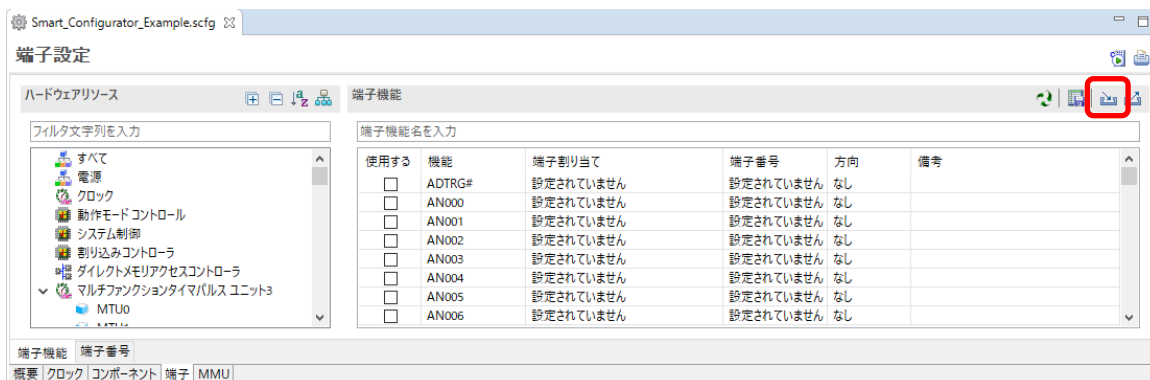 Smart_Configurator_Example.scfg
端子設定
ハードウェアリソース
端子機能
フィルタ文字列を入力
端子機能名を入力
すべて
電源
クロック
動作モードコントロール
システム制御
割り込みコントローラ
ダイレクトメモリアクセスコントローラ
マルチファンクションタイマパルス ユニット3
MTU0
使用する 機能 端子割り当て 端子番号 方向 備考
ADTRG# 設定されていません 設定されていません なし
AN000 設定されていません 設定されていません なし
AN001 設定されていません 設定されていません なし
AN002 設定されていません 設定されていません なし
AN003 設定されていません 設定されていません なし
AN004 設定されていません 設定されていません なし
AN005 設定されていません 設定されていません なし
AN006 設定されていません 設定されていません なし
端子機能 端子番号
概要 クロック コンポーネント 端子 MMU